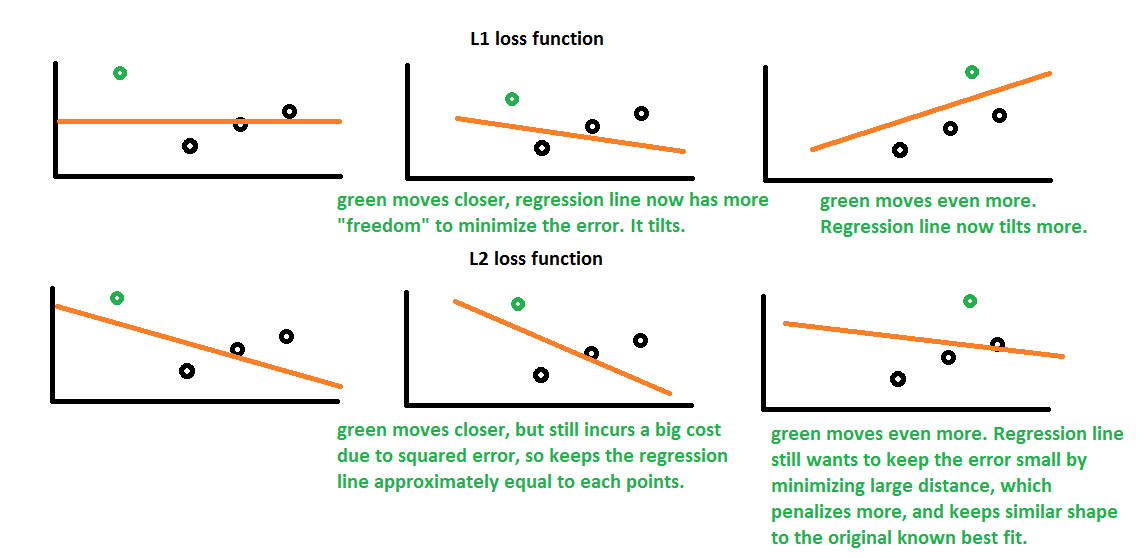 L1 loss function
green moves closer, regression line now has more
"freedom" to minimize the error. It tilts.
green moves even more.
Regression line now tilts more.
L2 loss function
green moves closer, but still incurs a big cost
due to squared error, so keeps the regression
line approximately equal to each points.
green moves even more. Regression line
still wants to keep the error small by
minimizing large distance, which
penalizes more, and keeps similar shape
to the original known best fit.